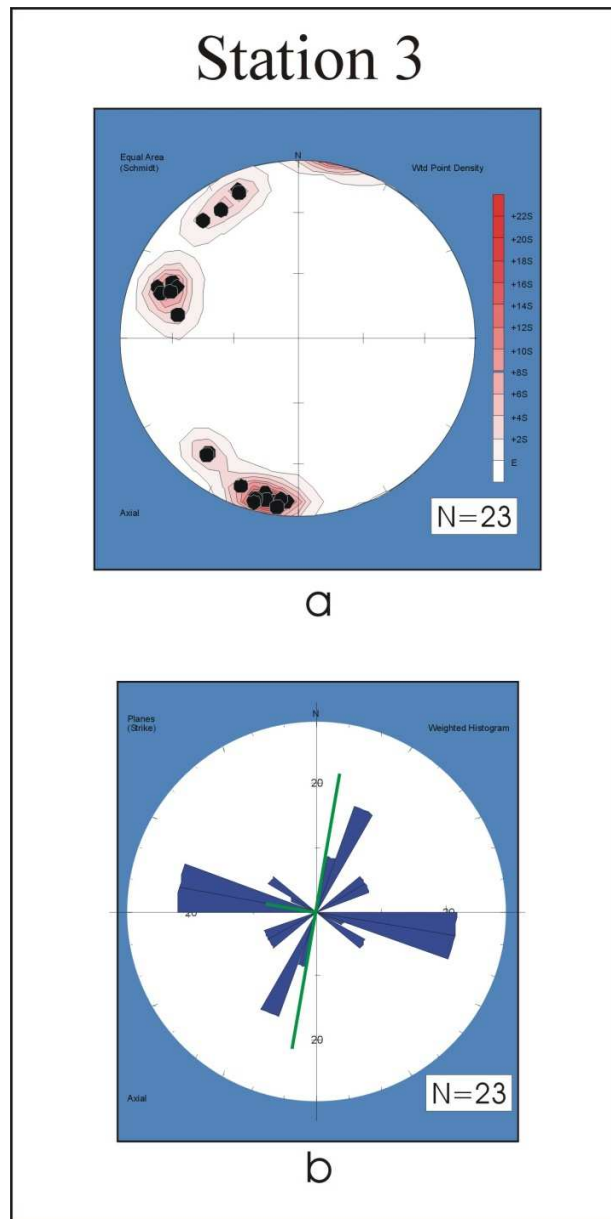 Station 3
Equal Area
(Schmidt)
N
Wtd Point Density
+22S
+20S
+18S
+16S
+14S
+12S
+10S
+8S
+6S
+4S
+2S
E
Axial
N=23
a
Planes
(Strike)
N
Weighted Histogram
20
20
20
20
Axial
N=23
b